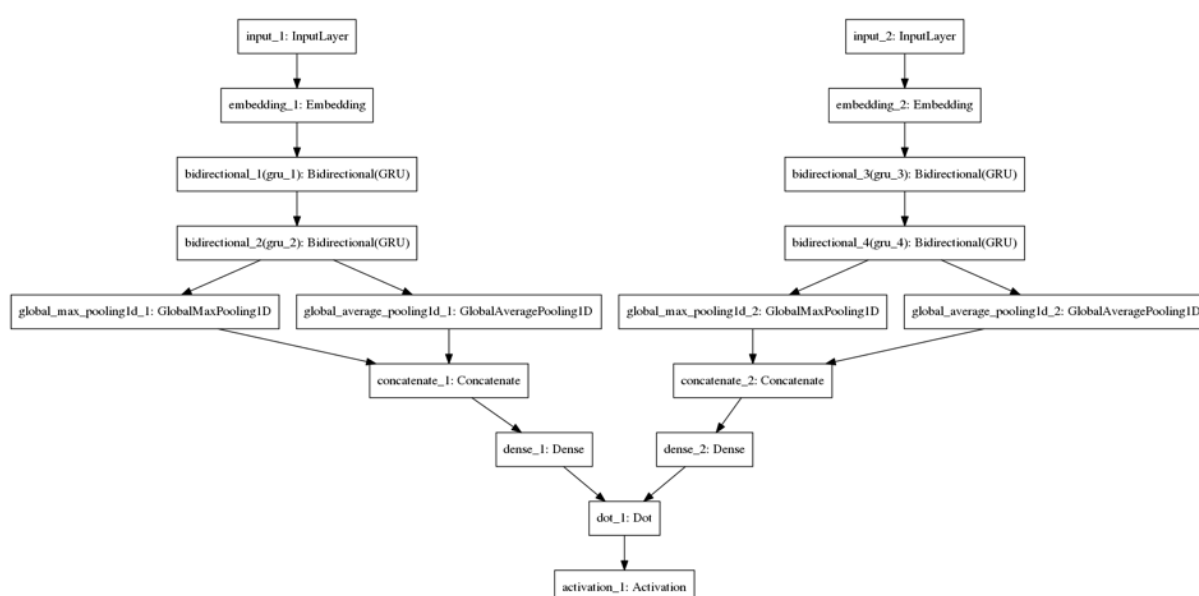 input_1: InputLayer
input_2: InputLayer
embedding_1: Embedding
embedding_2: Embedding
bidirectional_1(gru_1): Bidirectional(GRU)
bidirectional_3(gru_3): Bidirectional(GRU)
bidirectional_2(gru_2): Bidirectional(GRU)
bidirectional_4(gru_4): Bidirectional(GRU)
global_max_pooling1d_1: GlobalMaxPooling1D
global_average_pooling1d_1: GlobalAveragePooling1D
global_max_pooling1d_2: GlobalMaxPooling1D
global_average_pooling1d_2: GlobalAveragePooling1D
concatenate_1: Concatenate
concatenate_2: Concatenate
dense_1: Dense
dense_2: Dense
dot_1: Dot
activation_1: Activation